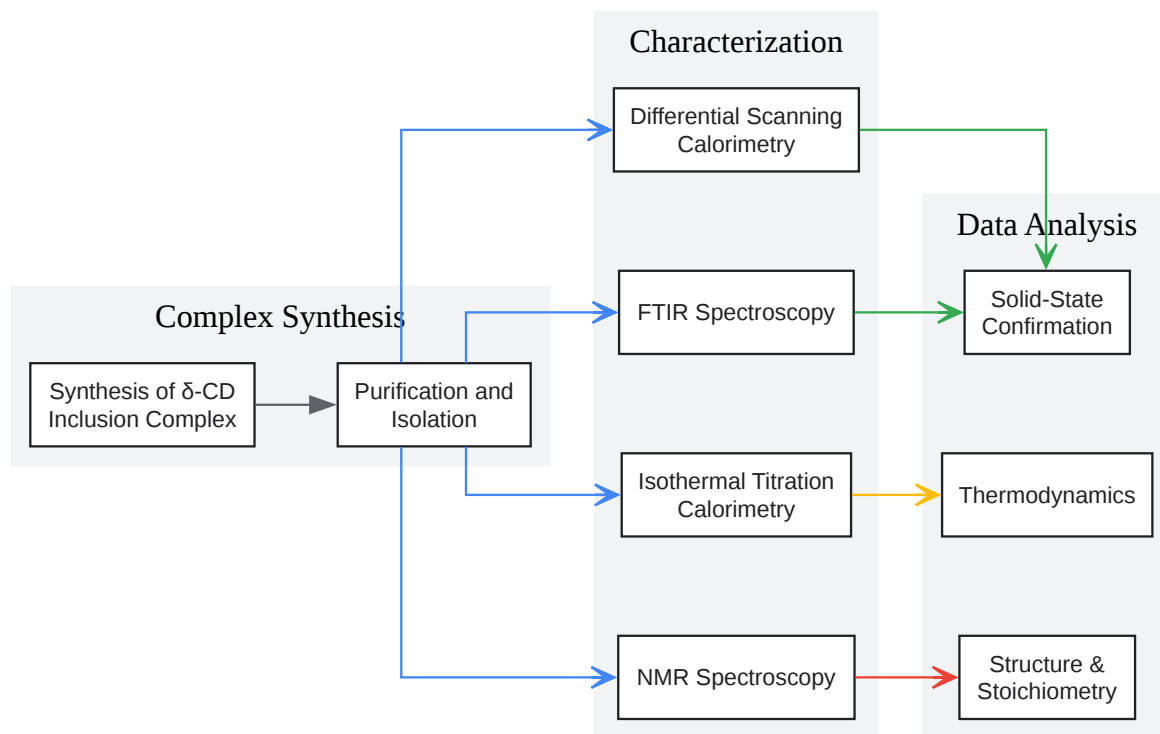 Characterization
Differential Scanning
Calorimetry
Data Analysis
FTIR Spectroscopy
Solid-State
Confirmation
Complex Synthesis
Synthesis of δ-CD
Inclusion Complex
Purification and
Isolation
Isothermal Titration
Calorimetry
Thermodynamics
NMR Spectroscopy
Structure &
Stoichiometry